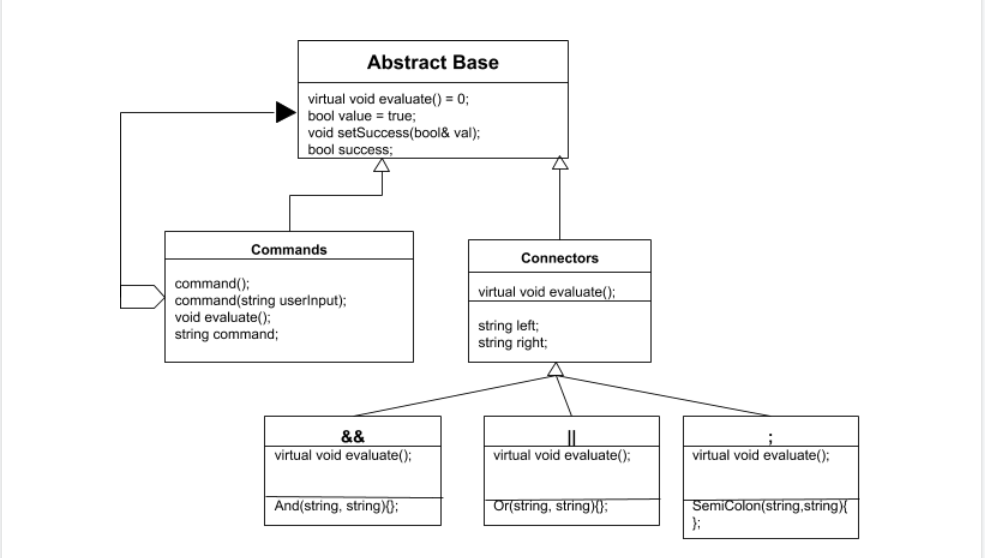 Abstract Base
virtual void evaluate() = 0;
bool value = true;
void setSuccess(bool& val);
bool success;
Commands
command();
command(string userInput);
void evaluate();
string command;
Connectors
virtual void evaluate();
string left;
string right;
&&
virtual void evaluate();
And(string, string){};
||
virtual void evaluate();
Or(string, string){};
;
virtual void evaluate();
SemiColon(string,string){
};